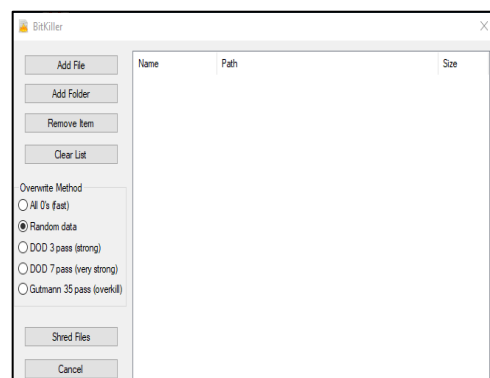 BitKiller
Add File
Add Folder
Remove Item
Clear List
Overwrite Method
All 0's (fast)
Random data
DOD 3 pass (strong)
DOD 7 pass (very strong)
Gutmann 35 pass (overkill)
Shred Files
Cancel
Name Path Size